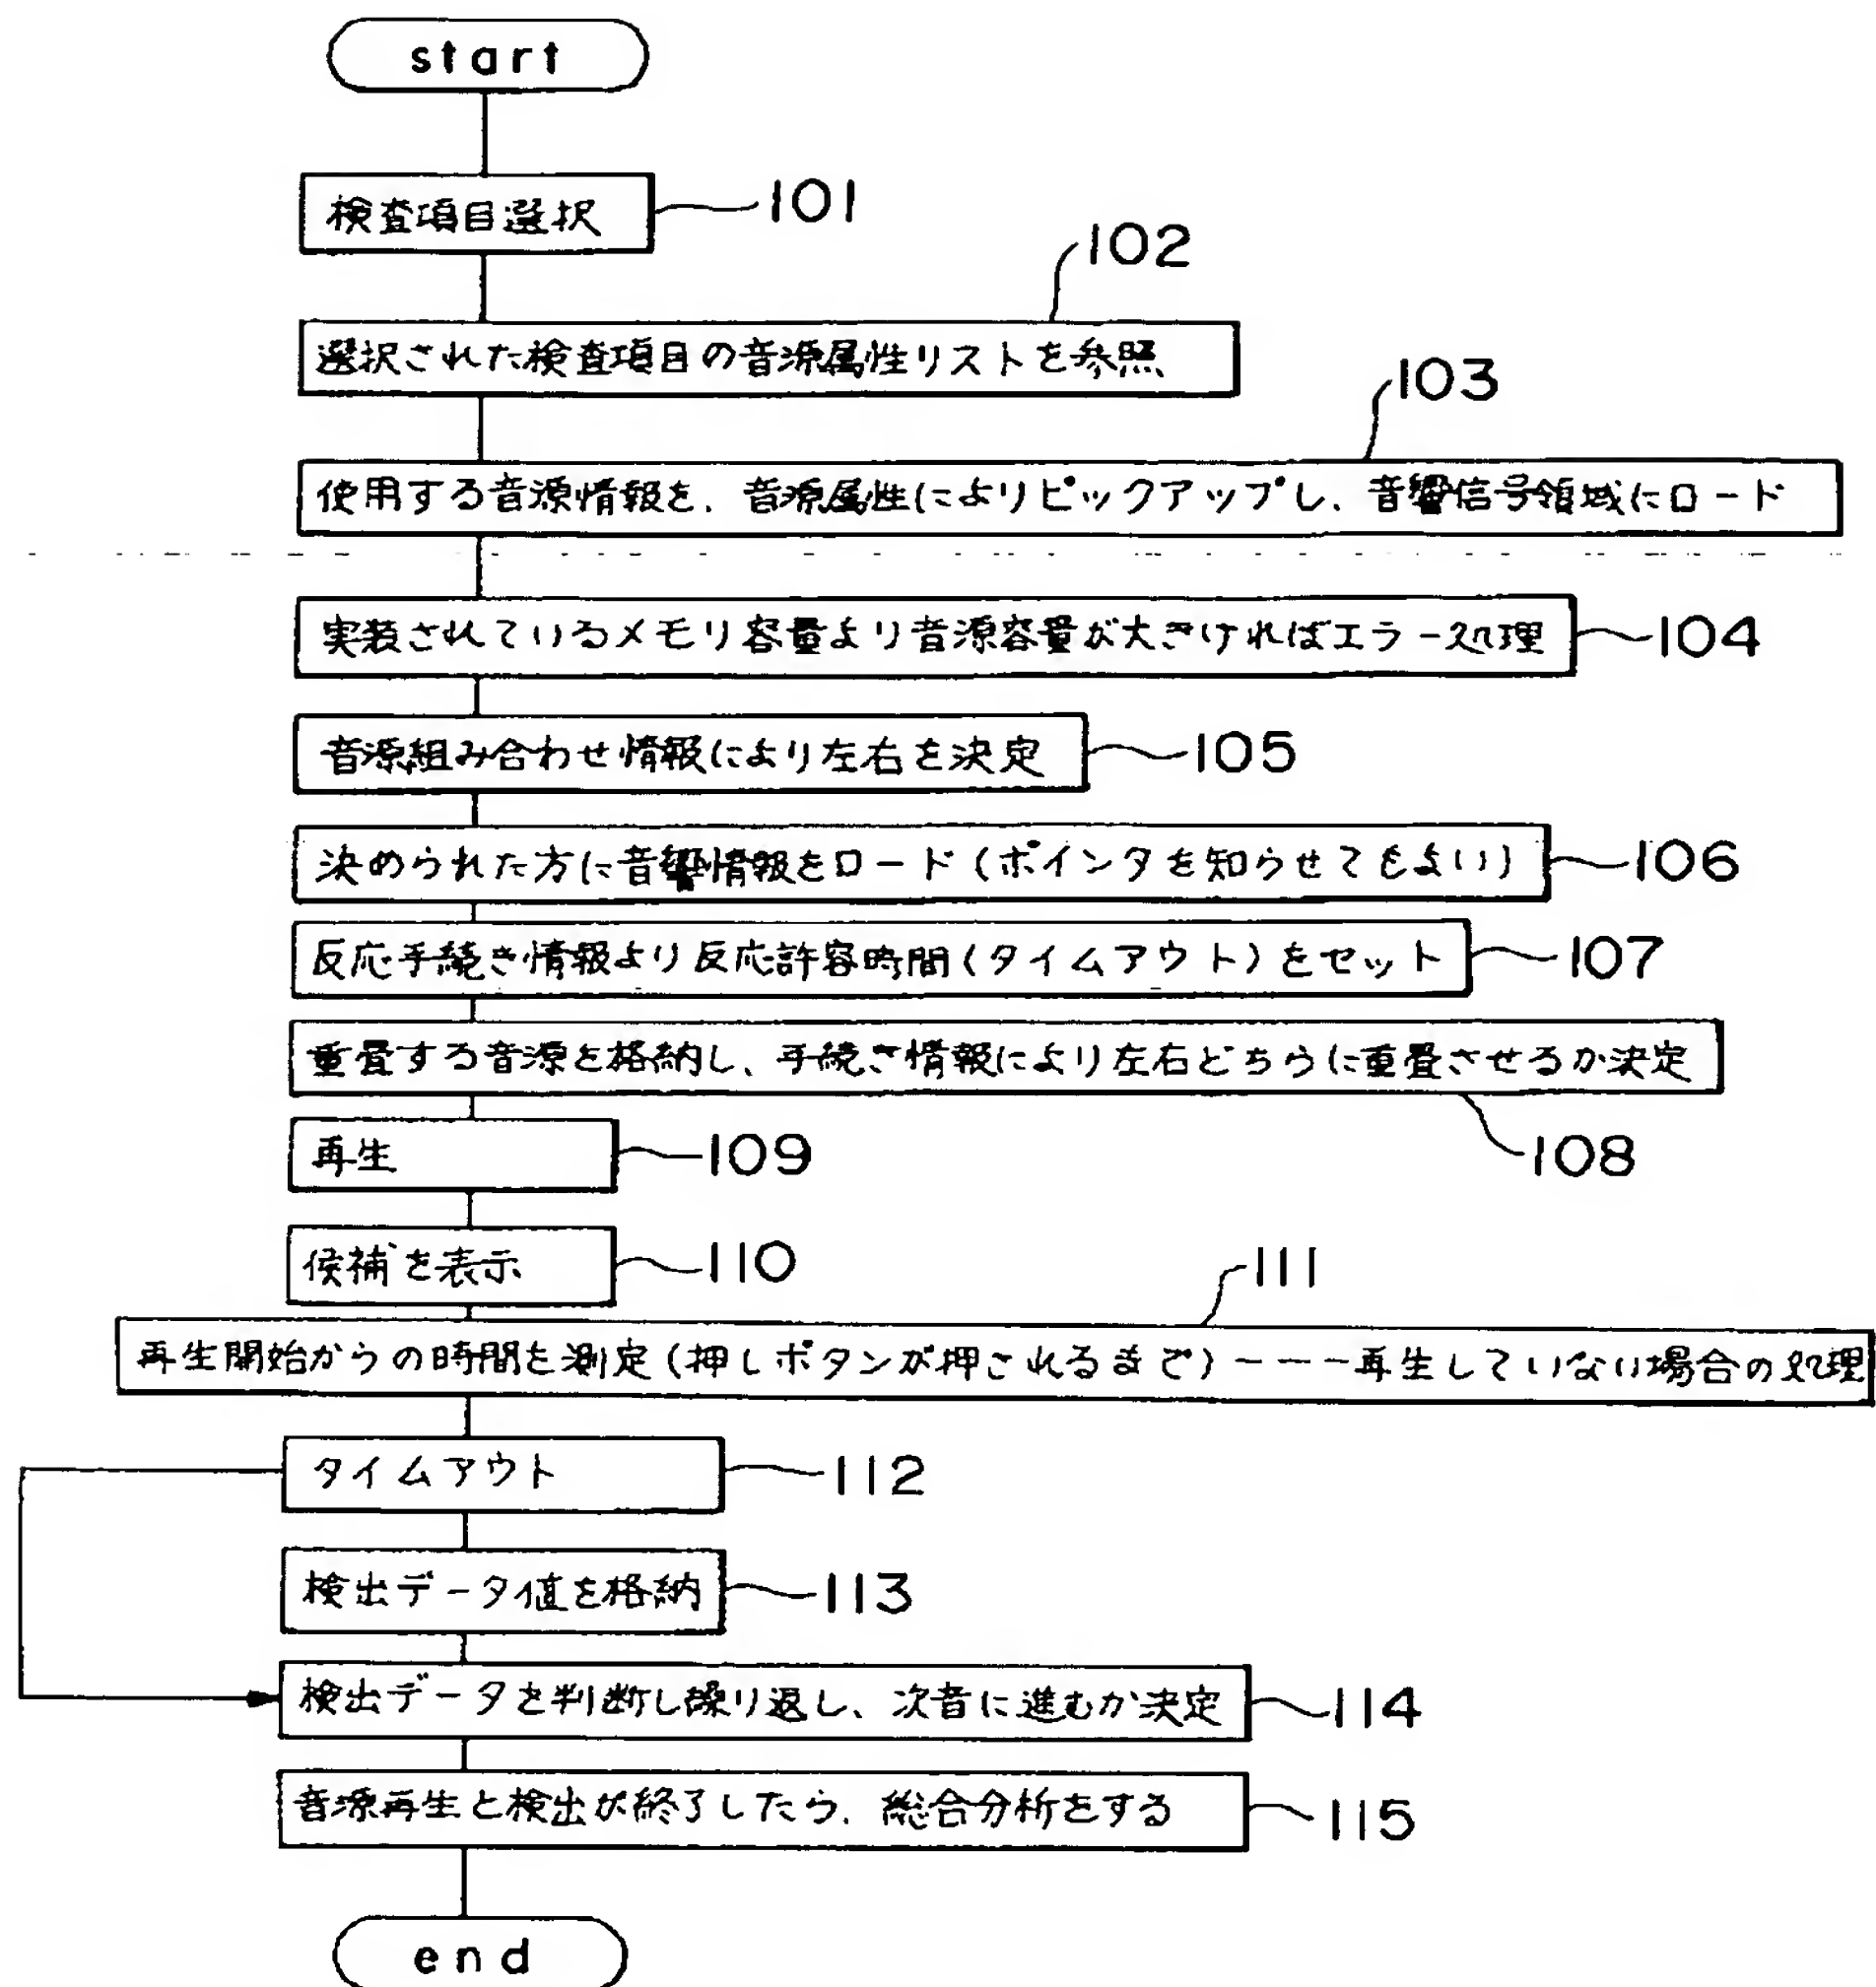 start
検査項目選択
101
102
選択された検査項目の音源属性リストを参照
103
使用する音源情報を、音源属性によりピックアップし、音響信号領域にロード
実装されているメモリ容量より音源容量が大きければエラー処理
104
音源組み合わせ情報により左右を決定
105
決められた方に音響情報をロード(ポインタを知らせてもよい)
106
反応手続き情報より反応許容時間(タイムアウト)をセット
107
重畳する音源を格納し、手続き情報により左右どちらに重畳させるか決定
108
再生
109
候補を表示
110
111
再生開始からの時間を測定(押しボタンが押されるまで)ーーー再生していない場合の処理
タイムアウト
112
検出データ値を格納
113
検出データを判断し繰り返し、次音に進むか決定
114
音源再生と検出が終了したら、総合分析をする
115
end